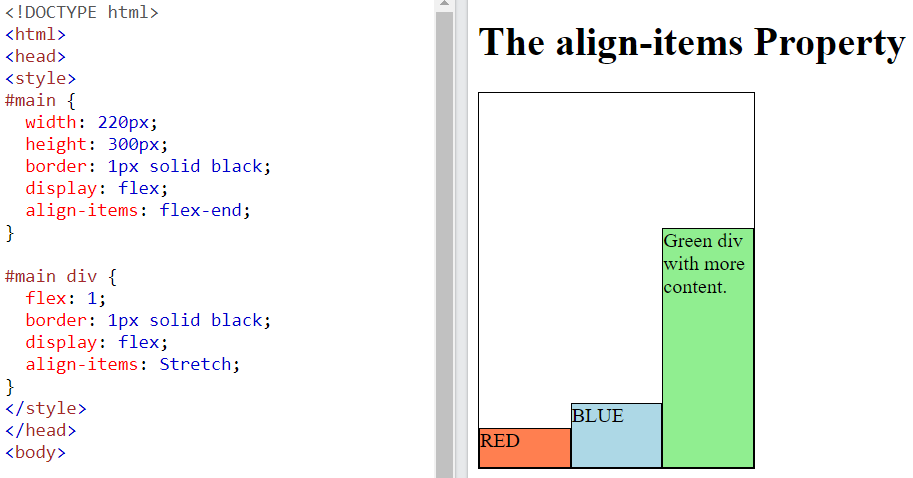 <!DOCTYPE html>
<html>
<head>
<style>
#main {
  width: 220px;
  height: 300px;
  border: 1px solid black;
  display: flex;
  align-items: flex-end;
}

#main div {
  flex: 1;
  border: 1px solid black;
  display: flex;
  align-items: Stretch;
}
</style>
</head>
<body>
The align-items Property
RED
BLUE
Green div
with more
content.